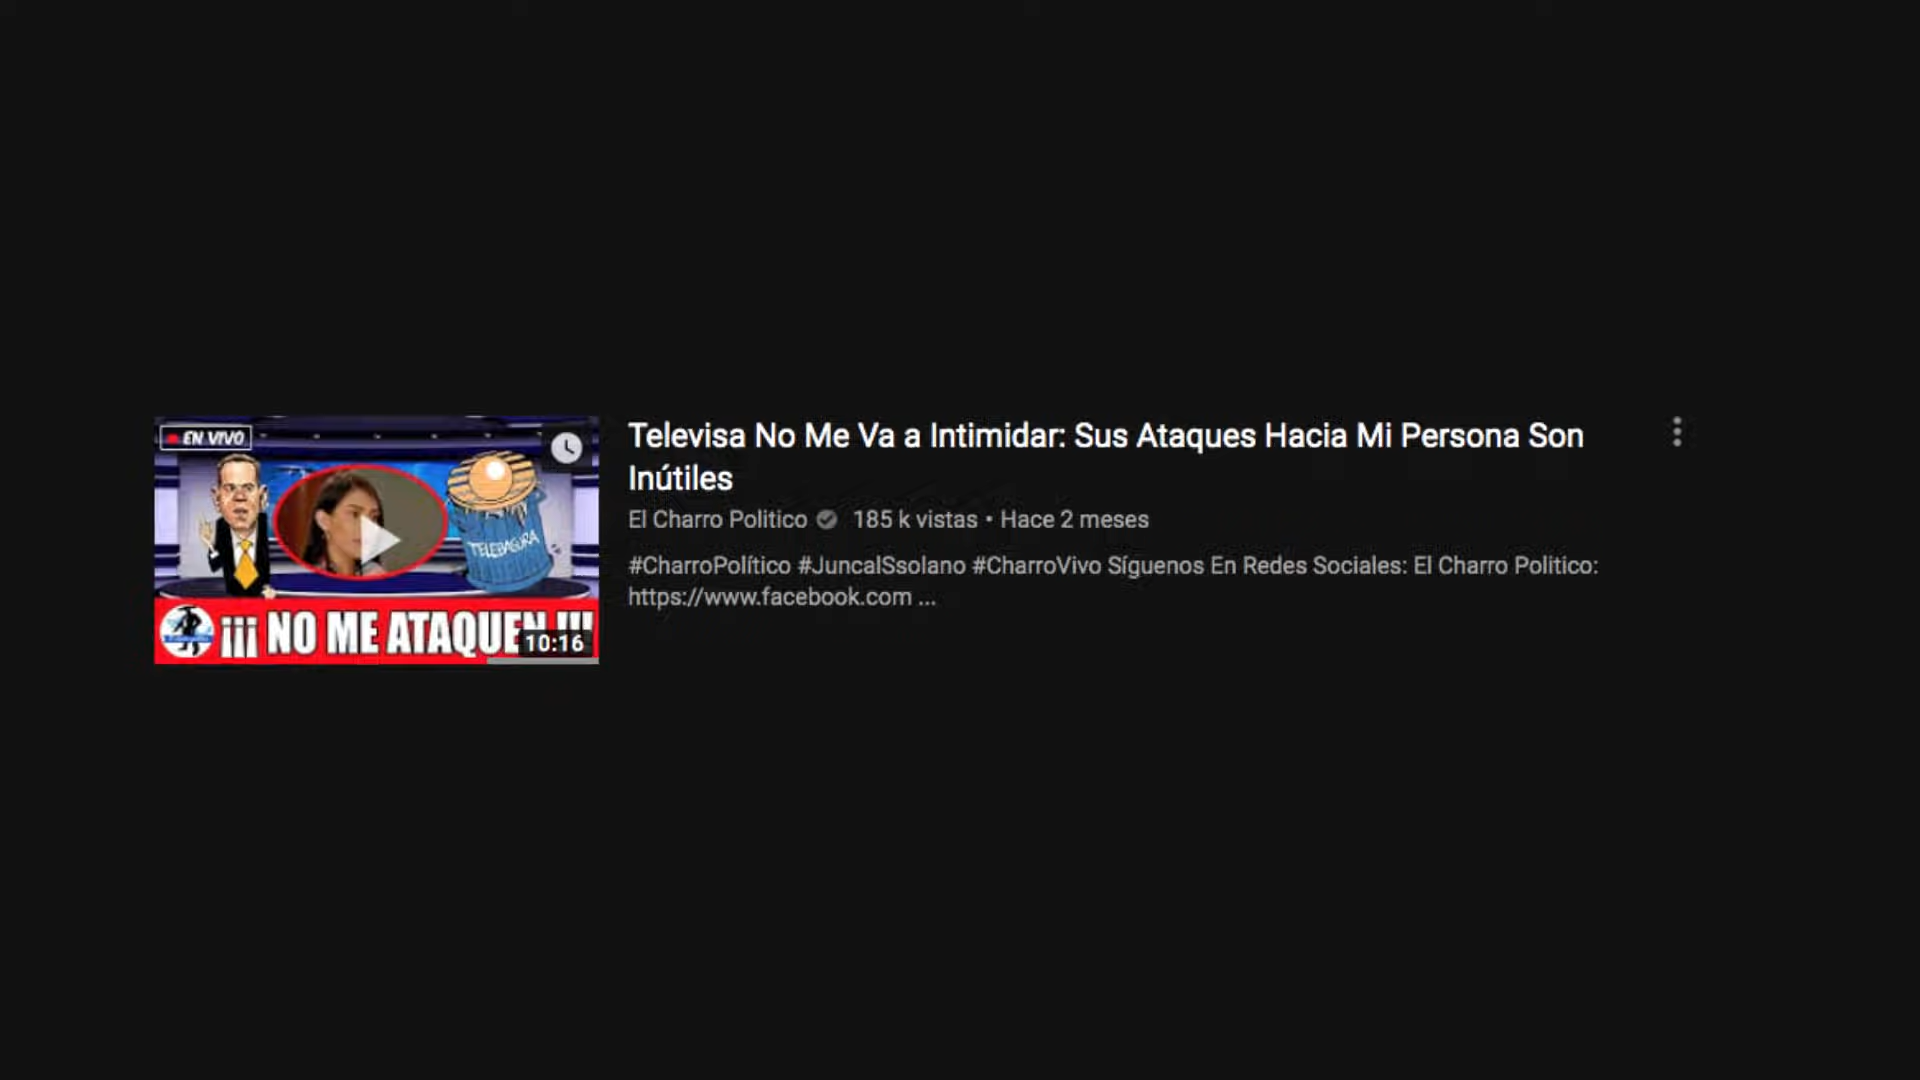 EN VIVO
TELEBASURA
¡¡¡ NO ME ATAQUEN !!!
10:16
Televisa No Me Va a Intimidar: Sus Ataques Hacia Mi Persona Son
Inútiles
El Charro Politico 185 k vistas • Hace 2 meses
#CharroPolítico #JuncalSsolano #CharroVivo Síguenos En Redes Sociales: El Charro Politico:
https://www.facebook.com ...